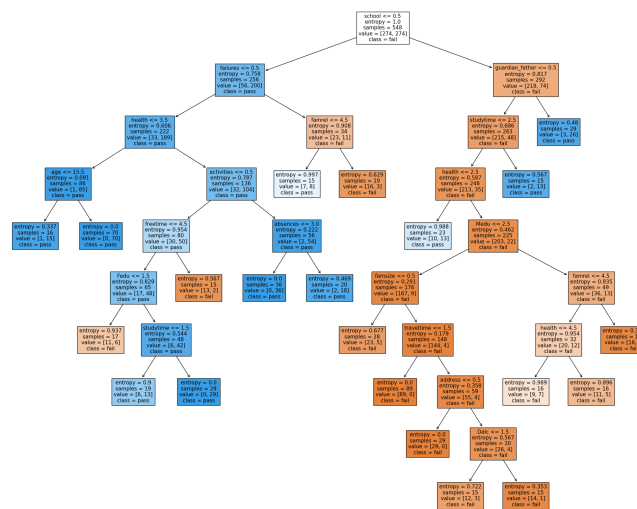 school <= 0.5
entropy = 1.0
samples = 548
value = [274, 274]
class = fail
failures <= 0.5
entropy = 0.758
samples = 256
value = [56, 200]
class = pass
guardian_father <= 0.5
entropy = 0.817
samples = 292
value = [218, 74]
class = fail
health <= 3.5
entropy = 0.606
samples = 222
value = [33, 189]
class = pass
famrel <= 4.5
entropy = 0.908
samples = 34
value = [23, 11]
class = fail
studytime <= 2.5
entropy = 0.686
samples = 263
value = [215, 48]
class = fail
entropy = 0.48
samples = 29
value = [3, 26]
class = pass
age <= 15.5
entropy = 0.091
samples = 86
value = [1, 85]
class = pass
activities <= 0.5
entropy = 0.787
samples = 136
value = [32, 104]
class = pass
entropy = 0.997
samples = 15
value = [7, 8]
class = pass
entropy = 0.629
samples = 19
value = [16, 3]
class = fail
health <= 2.5
entropy = 0.587
samples = 248
value = [213, 35]
class = fail
entropy = 0.567
samples = 15
value = [2, 13]
class = pass
entropy = 0.337
samples = 16
value = [1, 15]
class = pass
entropy = 0.0
samples = 70
value = [0, 70]
class = pass
freetime <= 4.5
entropy = 0.954
samples = 80
value = [30, 50]
class = pass
absences <= 3.0
entropy = 0.222
samples = 56
value = [2, 54]
class = pass
entropy = 0.988
samples = 23
value = [10, 13]
class = pass
Medu <= 2.5
entropy = 0.462
samples = 225
value = [203, 22]
class = fail
Fedu <= 1.5
entropy = 0.829
samples = 65
value = [17, 48]
class = pass
entropy = 0.567
samples = 15
value = [13, 2]
class = fail
entropy = 0.0
samples = 36
value = [0, 36]
class = pass
entropy = 0.469
samples = 20
value = [2, 18]
class = pass
famsize <= 0.5
entropy = 0.291
samples = 176
value = [167, 9]
class = fail
famrel <= 4.5
entropy = 0.835
samples = 49
value = [36, 13]
class = fail
entropy = 0.937
samples = 17
value = [11, 6]
class = fail
studytime <= 1.5
entropy = 0.544
samples = 48
value = [6, 42]
class = pass
entropy = 0.677
samples = 28
value = [23, 5]
class = fail
traveltime <= 1.5
entropy = 0.179
samples = 148
value = [144, 4]
class = fail
health <= 4.5
entropy = 0.954
samples = 32
value = [20, 12]
class = fail
entropy = 0.9
samples = 19
value = [6, 13]
class = pass
entropy = 0.0
samples = 29
value = [0, 29]
class = pass
entropy = 0.0
samples = 89
value = [89, 0]
class = fail
address <= 0.5
entropy = 0.358
samples = 59
value = [55, 4]
class = fail
entropy = 0.989
samples = 16
value = [9, 7]
class = fail
entropy = 0.896
samples = 16
value = [11, 5]
class = fail
entropy = 0.0
samples = 29
value = [29, 0]
class = fail
Dalc <= 1.5
entropy = 0.567
samples = 30
value = [26, 4]
class = fail
entropy = 0.722
samples = 15
value = [12, 3]
class = fail
entropy = 0.353
samples = 15
value = [14, 1]
class = fail